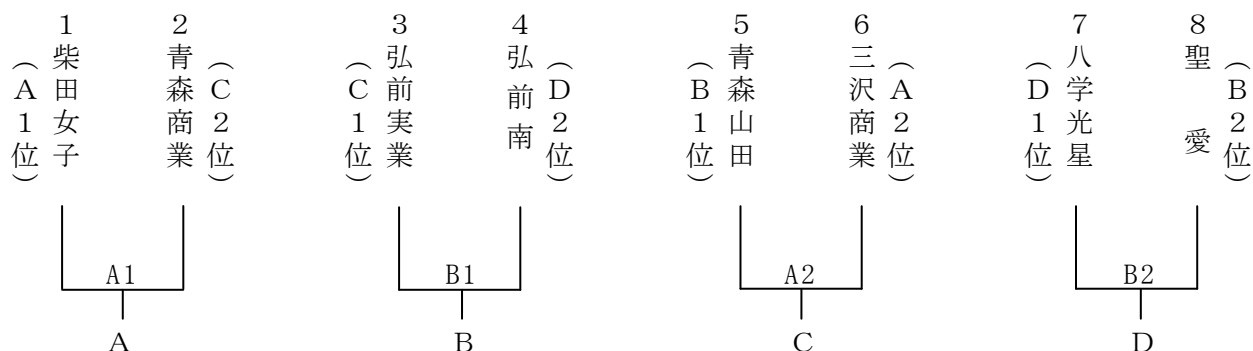 1柴田女子
(A1位)
2青森商業
(C2位)
3弘前実業
(C1位)
4弘前南
(D2位)
5青森山田
(B1位)
6三沢商業
(A2位)
7八学光星
(D1位)
8聖愛
(B2位)
A1
B1
A2
B2
A
B
C
D